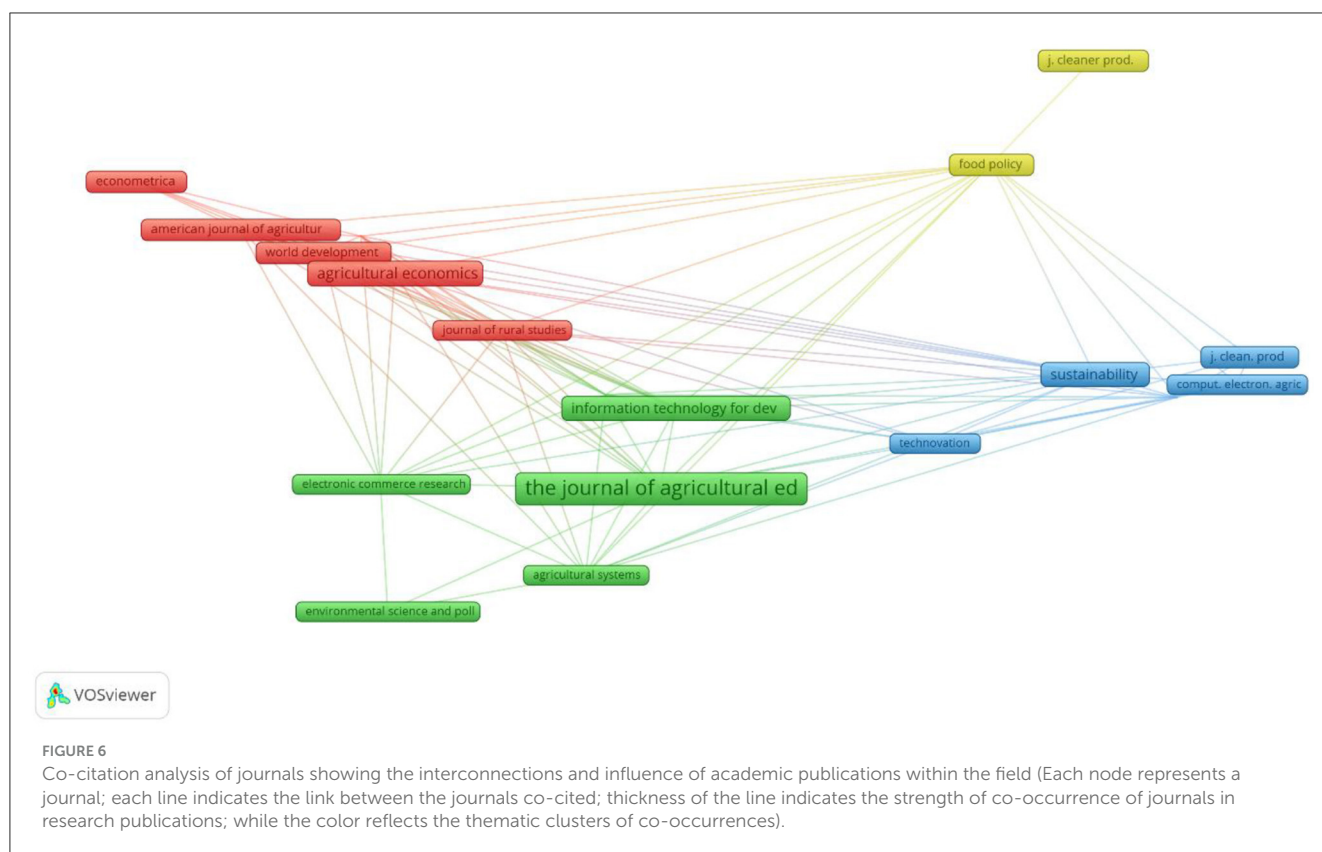 j. cleaner prod.
food policy
econometrica
american journal of agricultur
world development
agricultural economics
journal of rural studies
j. clean. prod
sustainability
comput. electron. agric
information technology for dev
technovation
electronic commerce research
the journal of agricultural ed
agricultural systems
environmental science and poll
VOSviewer
FIGURE 6
Co-citation analysis of journals showing the interconnections and influence of academic publications within the field (Each node represents a
journal; each line indicates the link between the journals co-cited; thickness of the line indicates the strength of co-occurrence of journals in
research publications; while the color reflects the thematic clusters of co-occurrences).